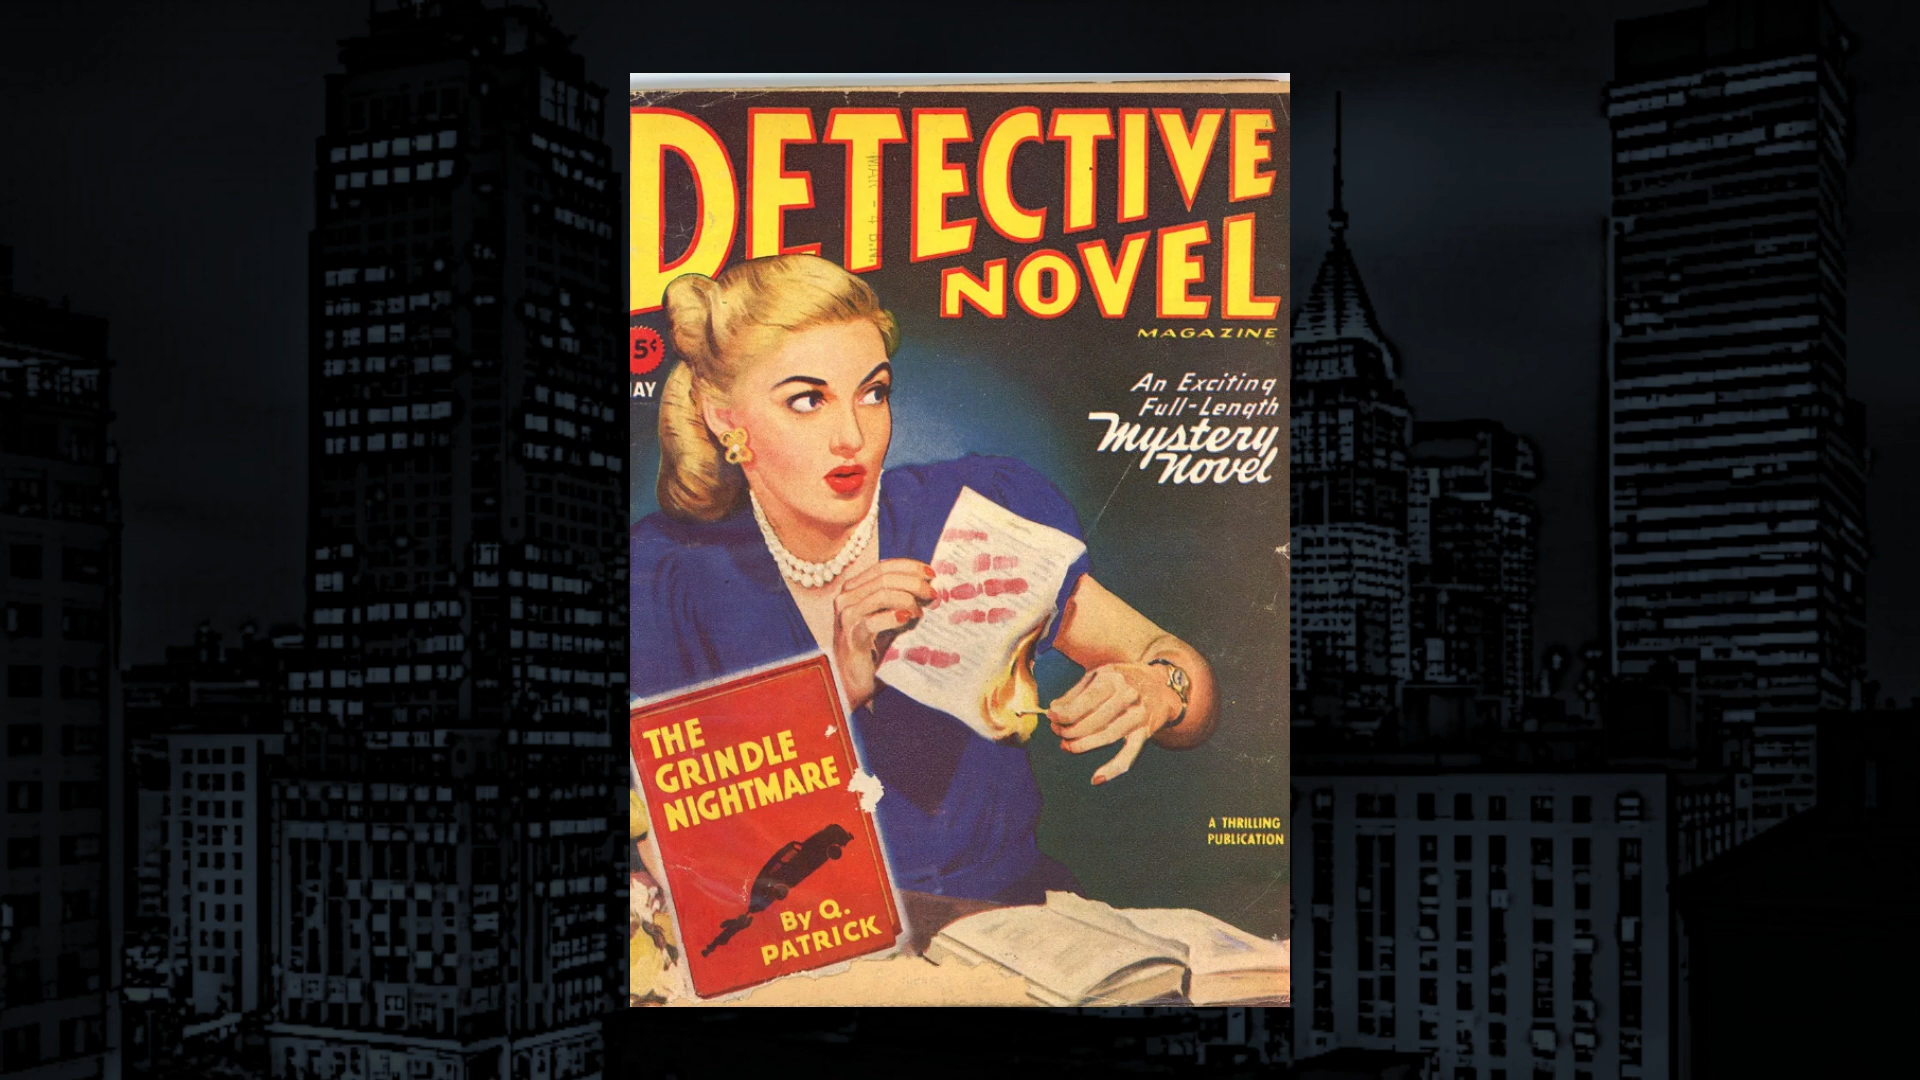 DETECTIVE
NOVEL
MAGAZINE
5¢
AY
An Exciting
Full-Length
Mystery
Novel
THE
GRINDLE
NIGHTMARE
By Q.
PATRICK
A THRILLING
PUBLICATION